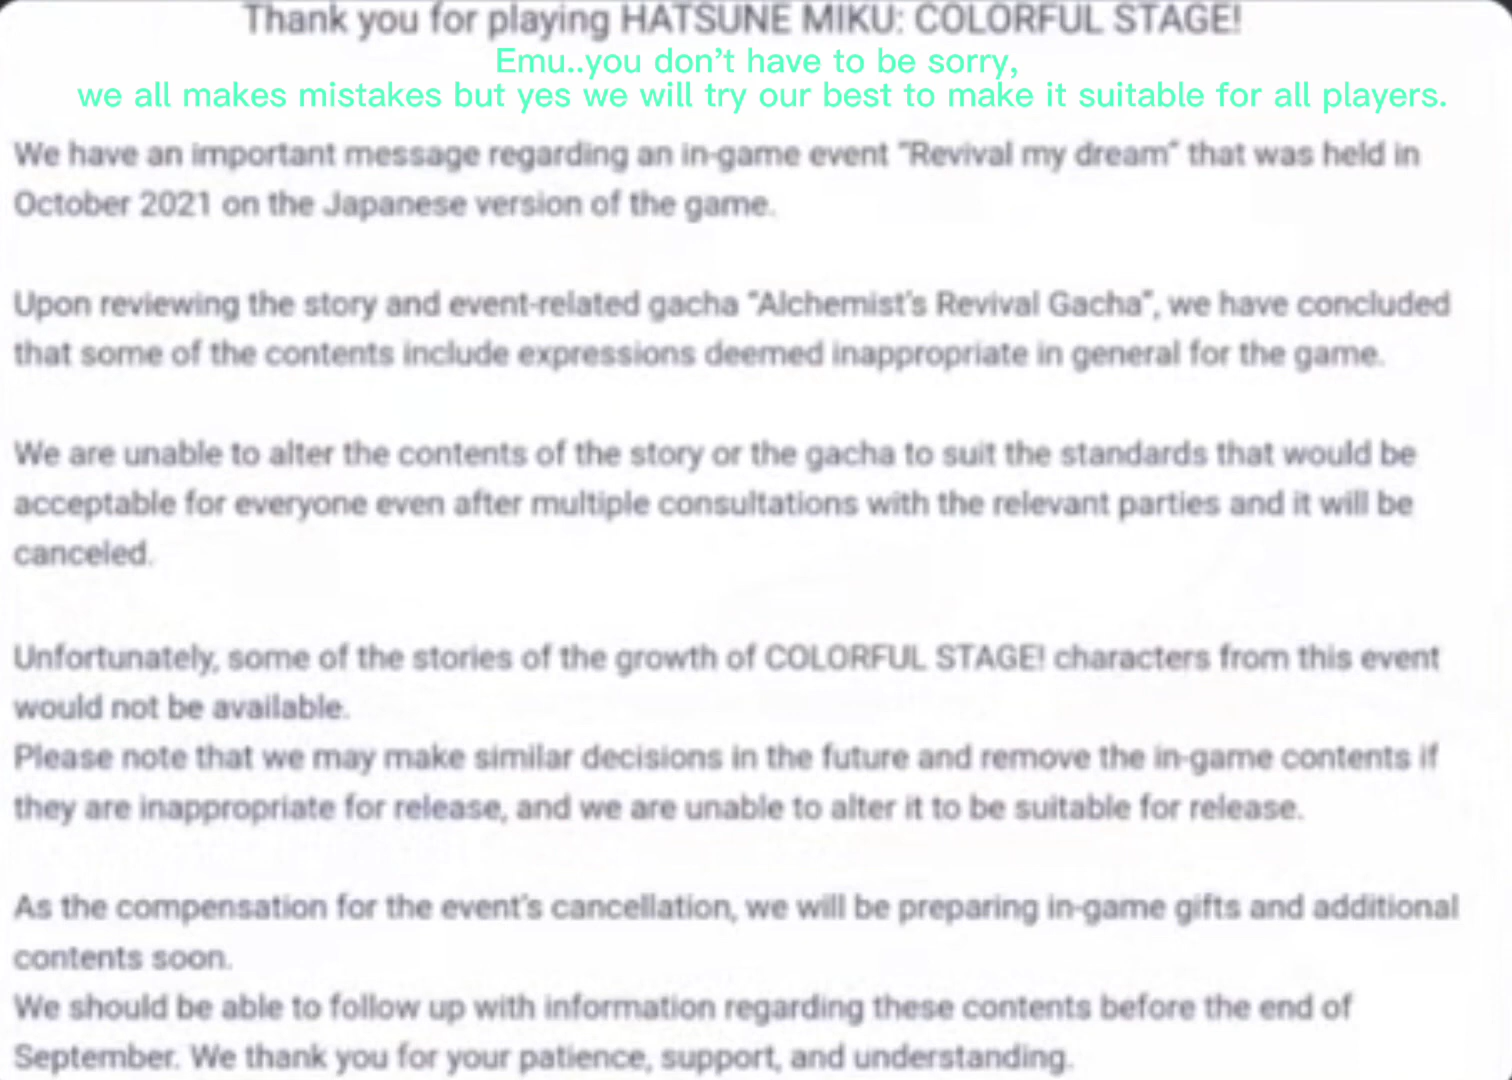 Thank you for playing HATSUNE MIKU: COLORFUL STAGE!
Emu..you don't have to be sorry,
we all makes mistakes but yes we will try our best to make it suitable for all players.
We have an important message regarding an in-game event "Revival my dream" that was held in
October 2021 on the Japanese version of the game.
Upon reviewing the story and event-related gacha "Alchemist's Revival Gacha", we have concluded
that some of the contents include expressions deemed inappropriate in general for the game.
We are unable to alter the contents of the story or the gacha to suit the standards that would be
acceptable for everyone even after multiple consultations with the relevant parties and it will be
canceled.
Unfortunately, some of the stories of the growth of COLORFUL STAGE! characters from this event
would not be available.
Please note that we may make similar decisions in the future and remove the in-game contents if
they are inappropriate for release, and we are unable to alter it to be suitable for release.
As the compensation for the event's cancellation, we will be preparing in-game gifts and additional
contents soon.
We should be able to follow up with information regarding these contents before the end of
September. We thank you for your patience, support, and understanding.